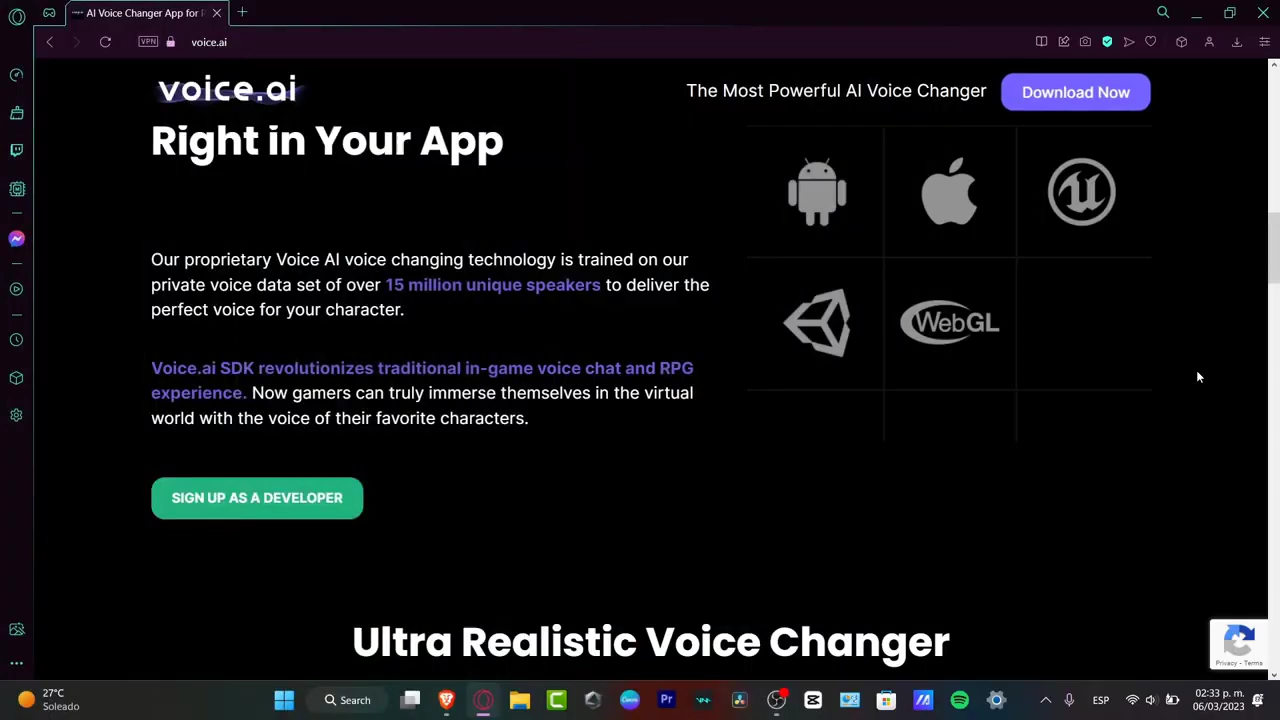 AI Voice Changer App for
VPN
voice.ai
voice.ai
The Most Powerful AI Voice Changer
Download Now
Right in Your App
Our proprietary Voice AI voice changing technology is trained on our
private voice data set of over 15 million unique speakers to deliver the
perfect voice for your character.
WebGL
Voice.ai SDK revolutionizes traditional in-game voice chat and RPG
experience. Now gamers can truly immerse themselves in the virtual
world with the voice of their favorite characters.
SIGN UP AS A DEVELOPER
Ultra Realistic Voice Changer
Privacy - Terms
27°C
Soleado
Search
Pr
ESP
02:33 p. m.
06/03/2023